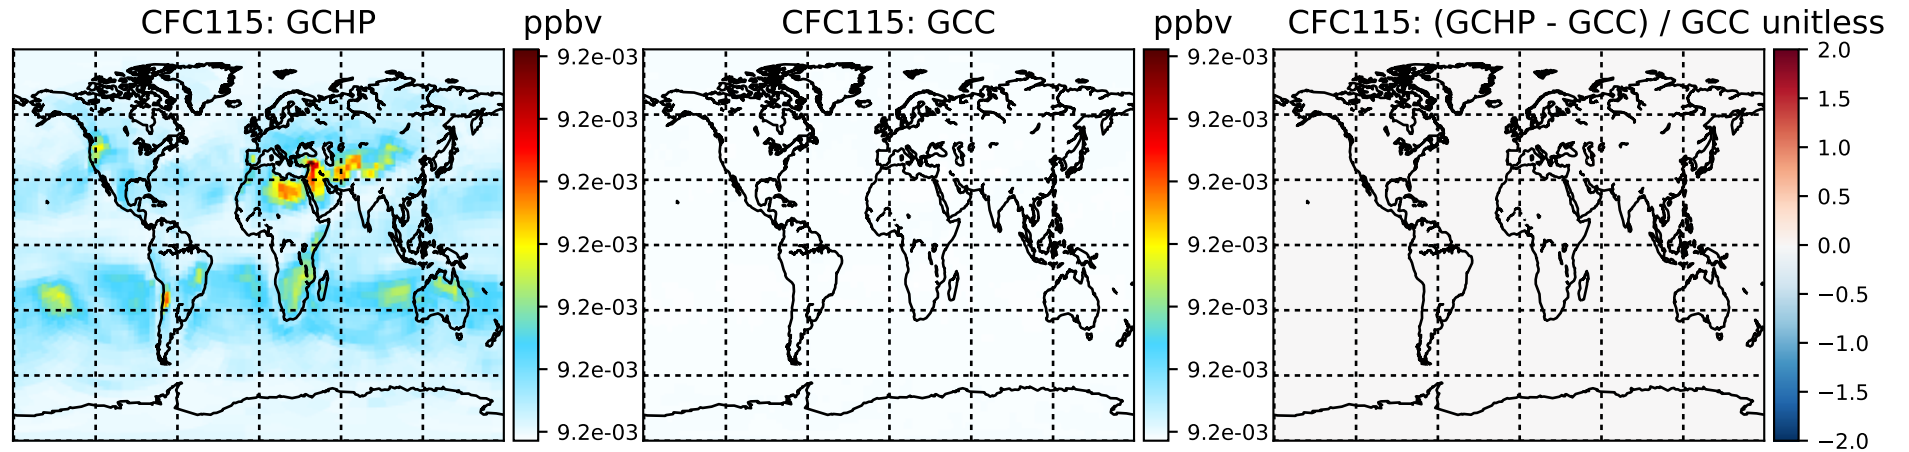 CFC115: GCHP
ppbv
CFC115: GCC
ppbv
CFC115: (GCHP - GCC) / GCC unitless
9.2e-03
9.2e-03
9.2e-03
9.2e-03
9.2e-03
9.2e-03
9.2e-03
9.2e-03
9.2e-03
9.2e-03
9.2e-03
9.2e-03
9.2e-03
9.2e-03
2.0
1.5
1.0
0.5
0.0
−0.5
−1.0
−1.5
−2.0